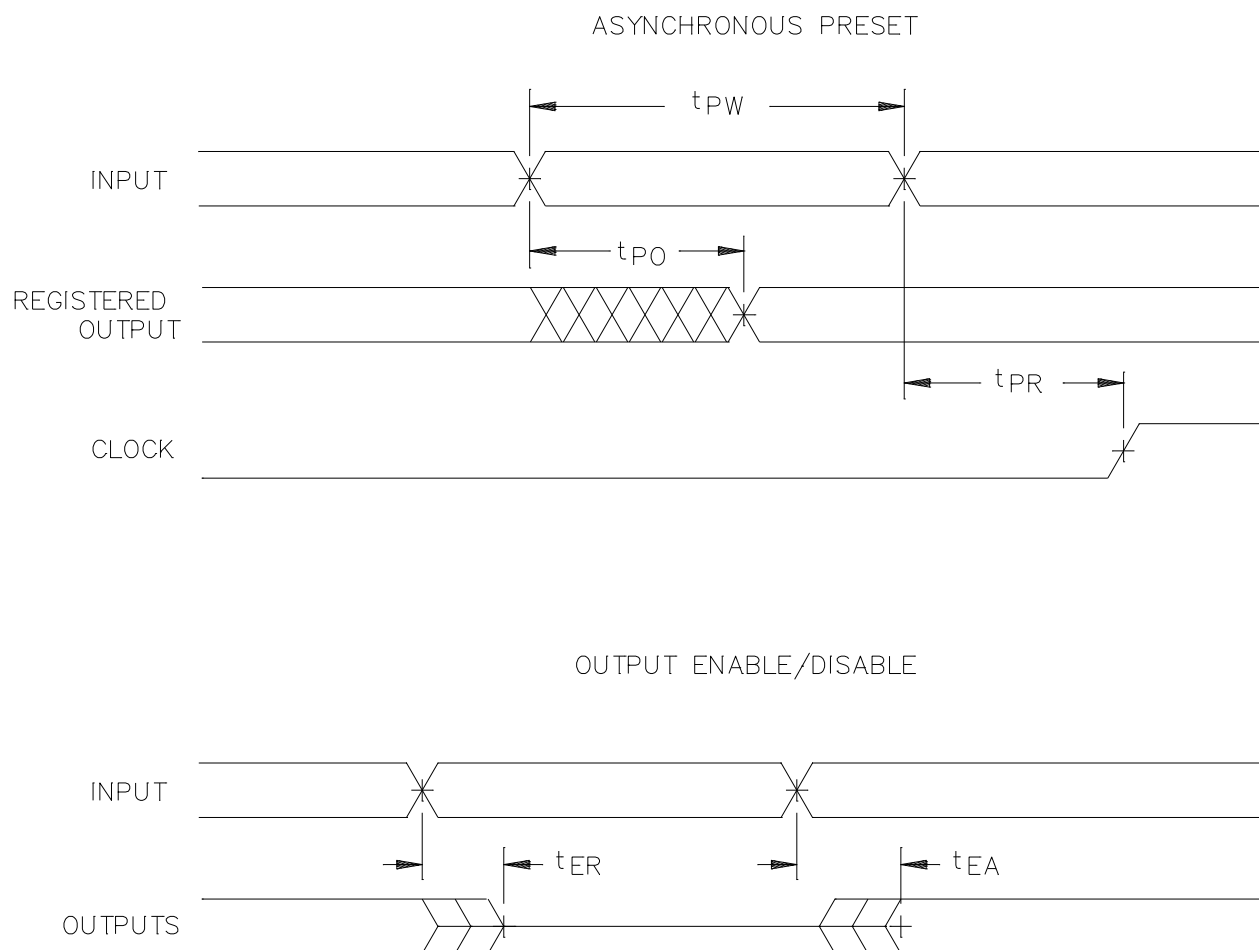 ASYNCHRONOUS PRESET
tPW
INPUT
tPO
REGISTERED
OUTPUT
tPR
CLOCK
OUTPUT ENABLE/DISABLE
INPUT
tER
tEA
OUTPUTS